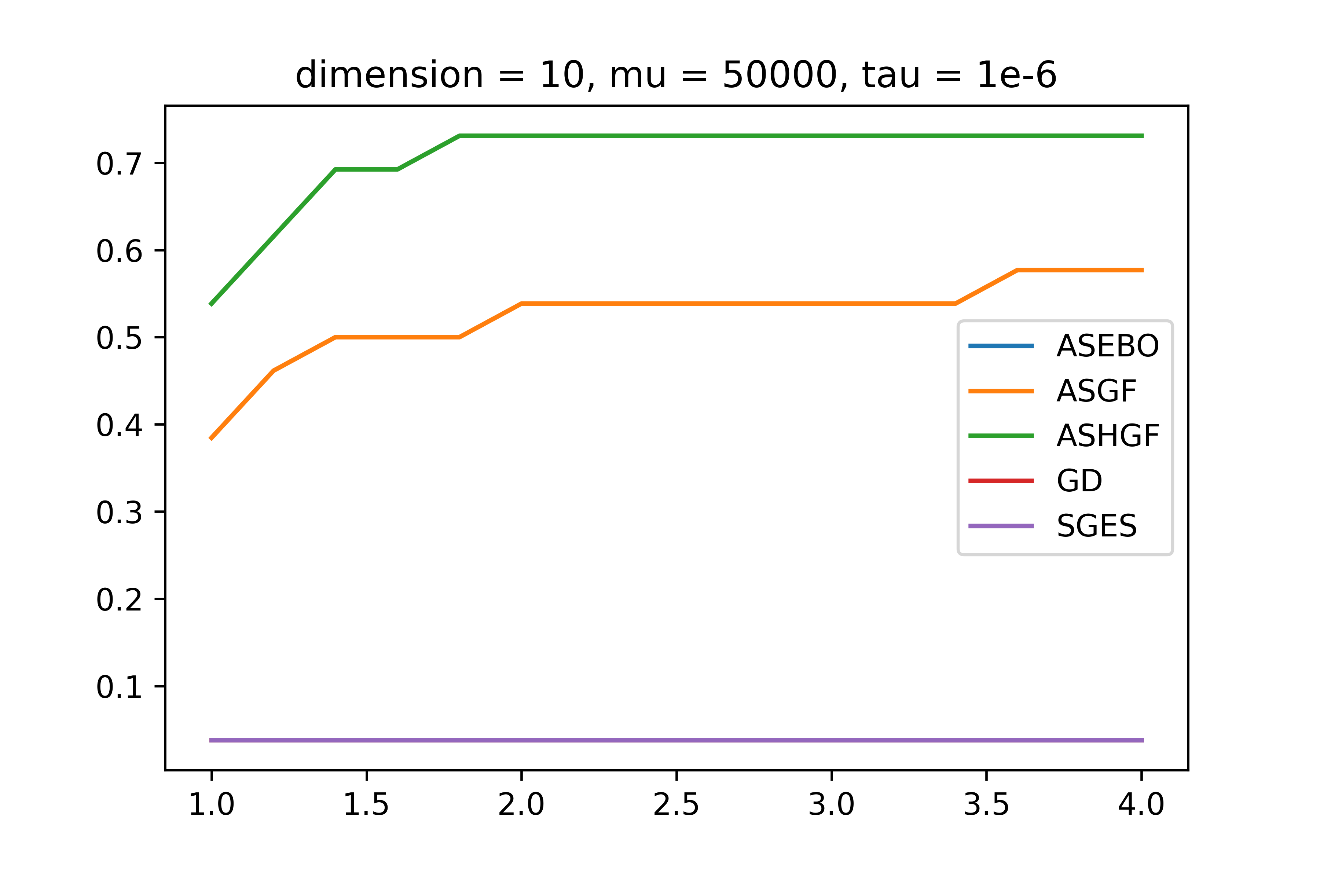 dimension = 10, mu = 50000, tau = 1e-6
0.7
0.6
0.5
0.4
0.3
0.2
0.1
ASEBO
ASGF
ASHGF
GD
SGES
1.0 1.5 2.0 2.5 3.0 3.5 4.0